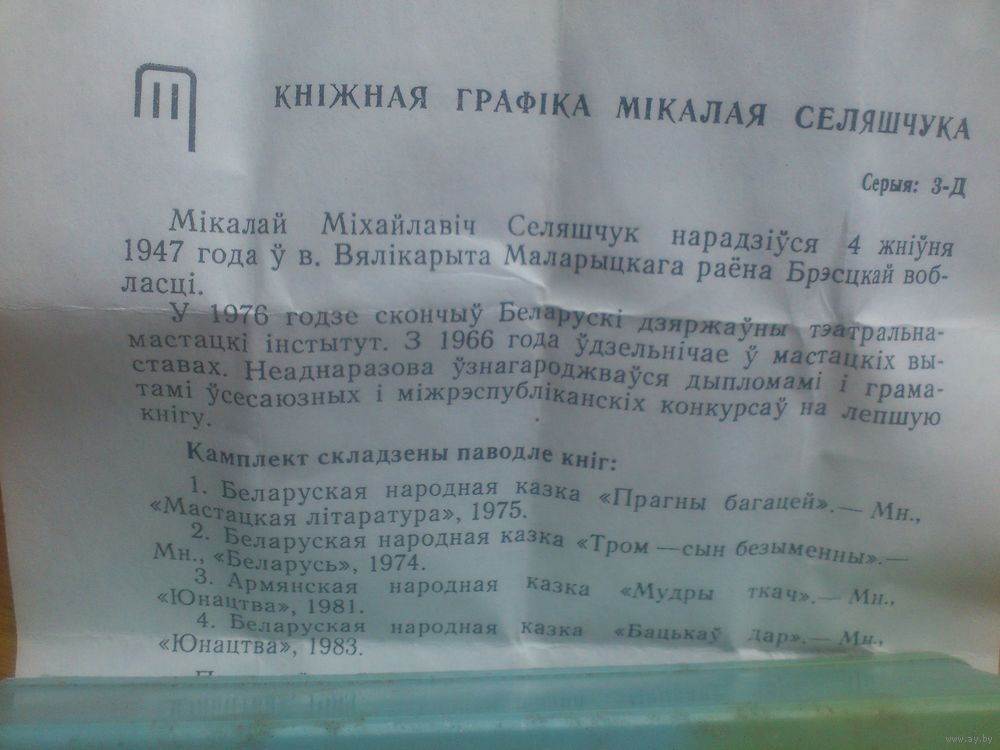 КНІЖНАЯ ГРАФІКА МІКАЛАЯ СЕЛЯШЧУКА
Серыя: З-Д
Мікалай Міхайлавіч Селяшчук нарадзіўся 4 жніўня
1947 года ў в. Вялікарыта Маларыцкага раёна Брэсцкай воб-
ласці.
У 1976 годзе скончыў Беларускі дзяржаўны тэатральна-
мастацкі інстытут. З 1966 года ўдзельнічае ў мастацкіх вы-
ставах. Неаднаразова ўзнагароджваўся дыпломамі і грама-
тамі ўсесаюзных і міжрэспубліканскіх конкурсаў на лепшую
кнігу.
Камплект складзены паводле кніг:
1. Беларуская народная казка «Прагны багацей».— Мн.,
«Мастацкая літаратура», 1975.
2. Беларуская народная казка «Тром —сын безыменны».—
Мн., «Беларусь», 1974.
3. Армянская народная казка «Мудры ткач».— Мн.,
«Юнацтва», 1981.
4. Беларуская народная казка «Бацькаў дар».— Мн.,
«Юнацтва», 1983.
www.ay.by